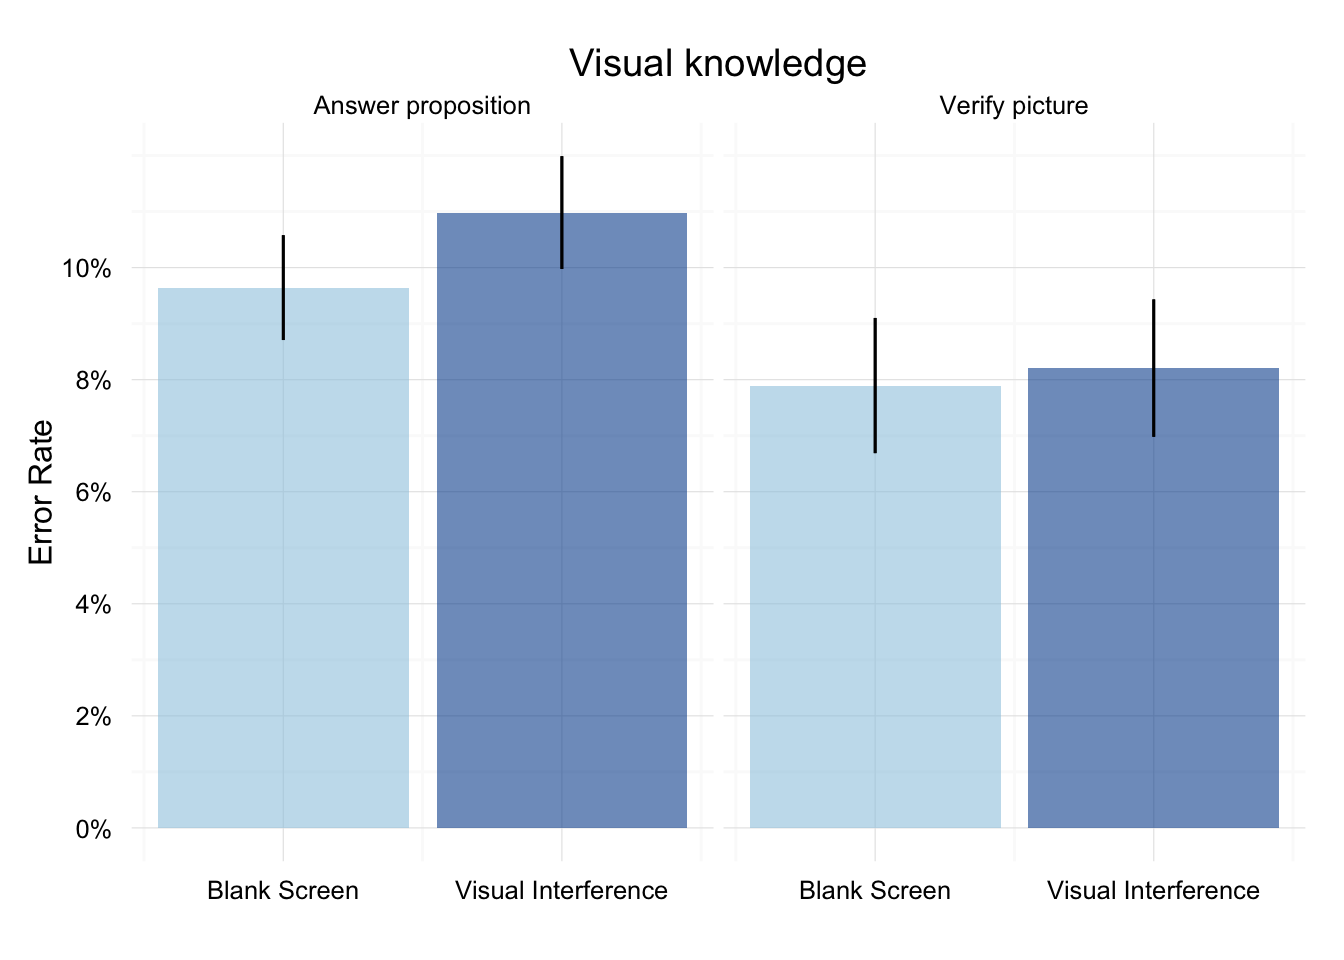 Visual knowledge
Answer proposition
Verify picture
Error Rate
10%
8%
6%
4%
2%
0%
Blank Screen
Visual Interference
Blank Screen
Visual Interference